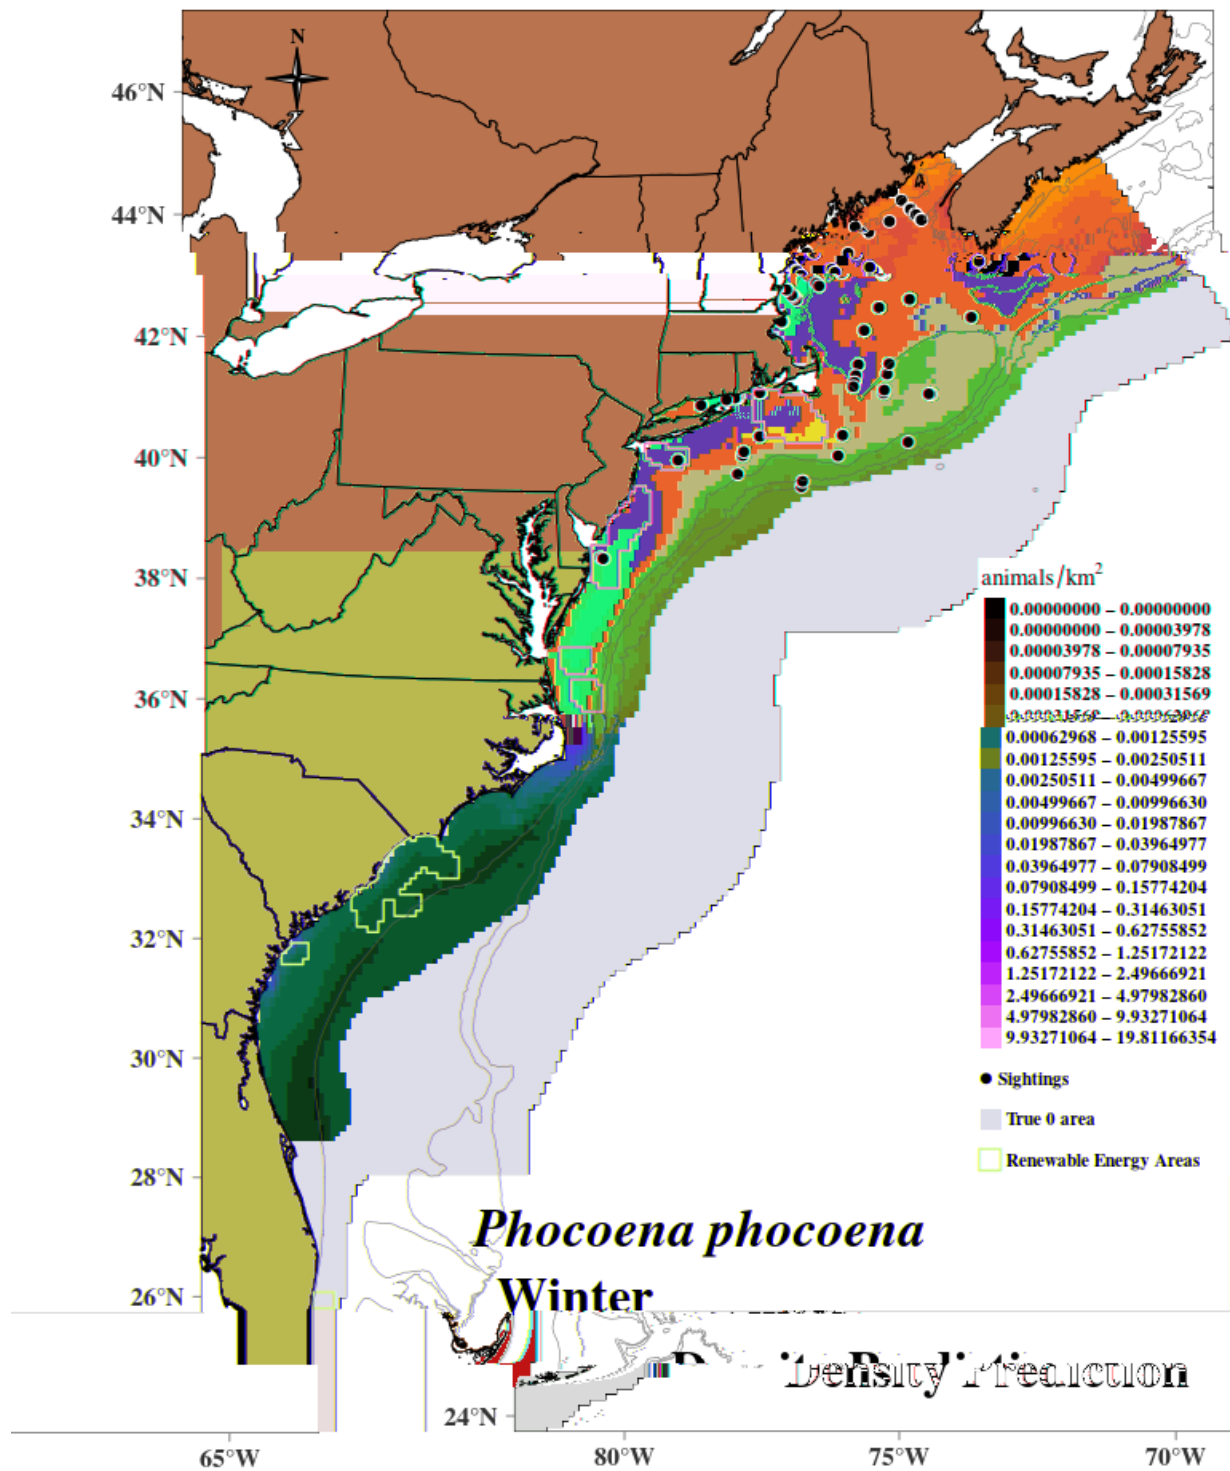 N
46°N
44°N
42°N
40°N
38°N
36°N
34°N
32°N
30°N
28°N
26°N
24°N
65°W
80°W
75°W
70°W
animals/km²
0.00000000 – 0.00000000
0.00000000 – 0.00003978
0.00003978 – 0.00007935
0.00007935 – 0.00015828
0.00015828 – 0.00031569
0.00062968 – 0.00125595
0.00125595 – 0.00250511
0.00250511 – 0.00499667
0.00499667 – 0.00996630
0.00996630 – 0.01987867
0.01987867 – 0.03964977
0.03964977 – 0.07908499
0.07908499 – 0.15774204
0.15774204 – 0.31463051
0.31463051 – 0.62755852
0.62755852 – 1.25172122
1.25172122 – 2.49666921
2.49666921 – 4.97982860
4.97982860 – 9.93271064
9.93271064 – 19.81166354
Sightings
True 0 area
Renewable Energy Areas
Phocoena phocoena
Winter
Density Prediction